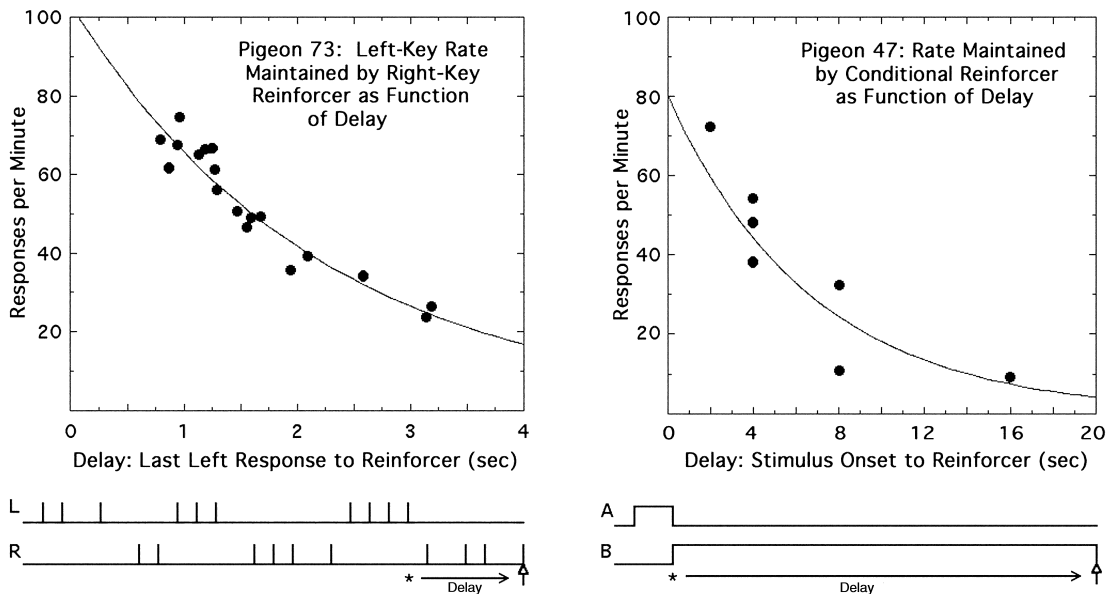 100
80
60
40
20
Responses per Minute
Pigeon 73: Left-Key Rate
Maintained by Right-Key
Reinforcer as Function
of Delay
0 1 2 3 4
Delay: Last Left Response to Reinforcer (sec)
L
R
* Delay
100
80
60
40
20
Responses per Minute
Pigeon 47: Rate Maintained
by Conditional Reinforcer
as Function of Delay
0 4 8 12 16 20
Delay: Stimulus Onset to Reinforcer (sec)
A
B
* Delay